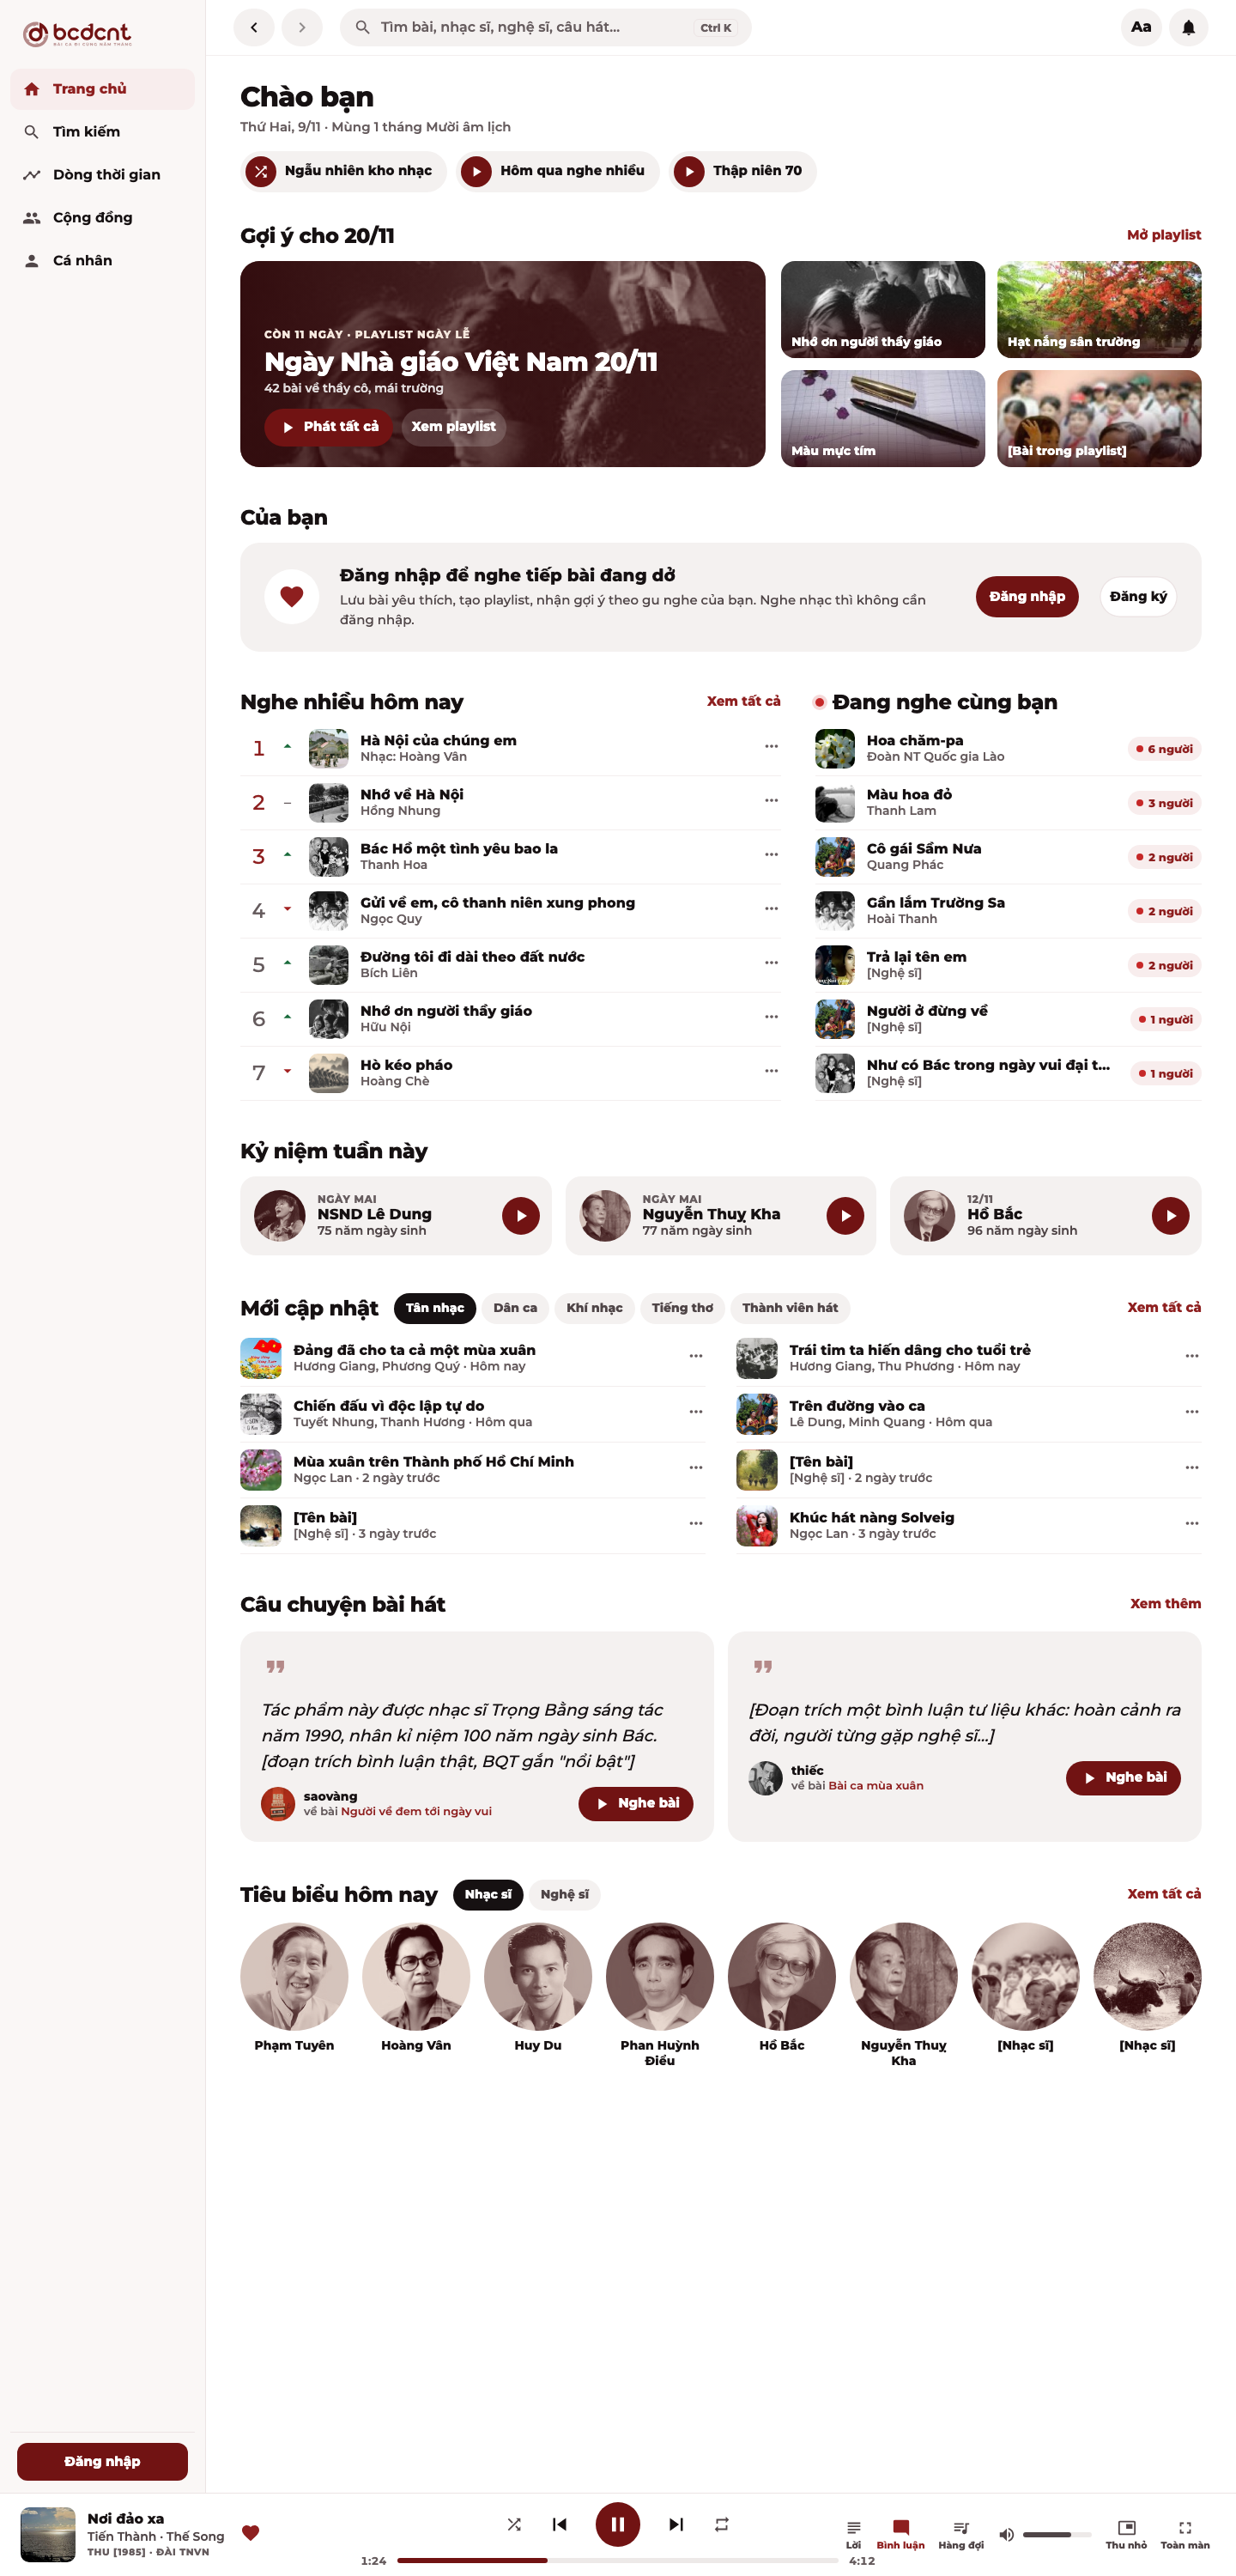 bcdcnt
BÀI CA ĐI CÙNG NĂM THÁNG
Trang chủ
Tìm kiếm
Dòng thời gian
Cộng đồng
Cá nhân
Tìm bài, nhạc sĩ, nghệ sĩ, câu hát...
Ctrl K
Aa
Chào bạn
Thứ Hai, 9/11 · Mùng 1 tháng Mười âm lịch
Ngẫu nhiên kho nhạc
Hôm qua nghe nhiều
Thập niên 70
Gợi ý cho 20/11
Mở playlist
CÒN 11 NGÀY · PLAYLIST NGÀY LỄ
Ngày Nhà giáo Việt Nam 20/11
42 bài về thầy cô, mái trường
Phát tất cả
Xem playlist
Nhớ ơn người thầy giáo
Hạt nắng sân trường
Màu mực tím
[Bài trong playlist]
Của bạn
Đăng nhập để nghe tiếp bài đang dở
Lưu bài yêu thích, tạo playlist, nhận gợi ý theo gu nghe của bạn. Nghe nhạc thì không cần
đăng nhập.
Đăng nhập
Đăng ký
Nghe nhiều hôm nay
Xem tất cả
1
Hà Nội của chúng em
Nhạc: Hoàng Vân
2
Nhớ về Hà Nội
Hồng Nhung
3
Bác Hồ một tình yêu bao la
Thanh Hoa
4
Gửi về em, cô thanh niên xung phong
Ngọc Quy
5
Đường tôi đi dài theo đất nước
Bích Liên
6
Nhớ ơn người thầy giáo
Hữu Nội
7
Hò kéo pháo
Hoàng Chè
Đang nghe cùng bạn
Hoa chăm-pa
Đoàn NT Quốc gia Lào
6 người
Màu hoa đỏ
Thanh Lam
3 người
Cô gái Sầm Nưa
Quang Phác
2 người
Gần lắm Trường Sa
Hoài Thanh
2 người
Trả lại tên em
[Nghệ sĩ]
2 người
Người ở đừng về
[Nghệ sĩ]
1 người
Như có Bác trong ngày vui đại t...
[Nghệ sĩ]
1 người
Kỷ niệm tuần này
NGÀY MAI
NSND Lê Dung
75 năm ngày sinh
NGÀY MAI
Nguyễn Thuỵ Kha
77 năm ngày sinh
12/11
Hồ Bắc
96 năm ngày sinh
Mới cập nhật
Tân nhạc
Dân ca
Khí nhạc
Tiếng thơ
Thành viên hát
Xem tất cả
Đảng đã cho ta cả một mùa xuân
Hương Giang, Phương Quý · Hôm nay
Trái tim ta hiến dâng cho tuổi trẻ
Hương Giang, Thu Phương · Hôm nay
Chiến đấu vì độc lập tự do
Tuyết Nhung, Thanh Hương · Hôm qua
Trên đường vào ca
Lê Dung, Minh Quang · Hôm qua
Mùa xuân trên Thành phố Hồ Chí Minh
Ngọc Lan · 2 ngày trước
[Tên bài]
[Nghệ sĩ] · 2 ngày trước
[Tên bài]
[Nghệ sĩ] · 3 ngày trước
Khúc hát nàng Solveig
Ngọc Lan · 3 ngày trước
Câu chuyện bài hát
Xem thêm
Tác phẩm này được nhạc sĩ Trọng Bằng sáng tác
năm 1990, nhân kỉ niệm 100 năm ngày sinh Bác.
[đoạn trích bình luận thật, BQT gắn "nổi bật"]
saovàng
về bài Người về đem tới ngày vui
Nghe bài
[Đoạn trích một bình luận tư liệu khác: hoàn cảnh ra
đời, người từng gặp nghệ sĩ...]
thiếc
về bài Bài ca mùa xuân
Nghe bài
Tiêu biểu hôm nay
Nhạc sĩ
Nghệ sĩ
Xem tất cả
Phạm Tuyên
Hoàng Vân
Huy Du
Phan Huỳnh
Điểu
Hồ Bắc
Nguyễn Thuỵ
Kha
[Nhạc sĩ]
[Nhạc sĩ]
Đăng nhập
Nơi đảo xa
Tiến Thành · Thế Song
THU [1985] · ĐÀI TNVN
1:24
4:12
Lời
Bình luận
Hàng đợi
Thu nhỏ
Toàn màn